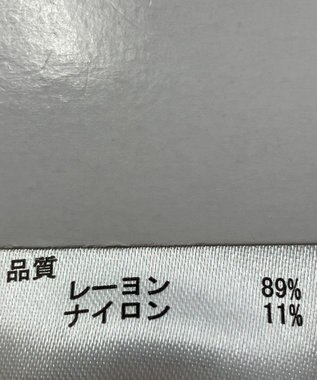 品質
レーヨン 89%
ナイロン 11%